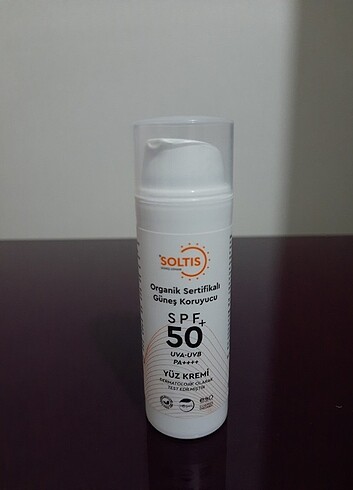 SOLTIS
Organik Sertifikalı
Güneş Koruyucu
SPF
50+
UVA-UVB
PA++++
YÜZ KREMİ
DERMATOLOJİK OLARAK
TEST EDİLMİŞTİR